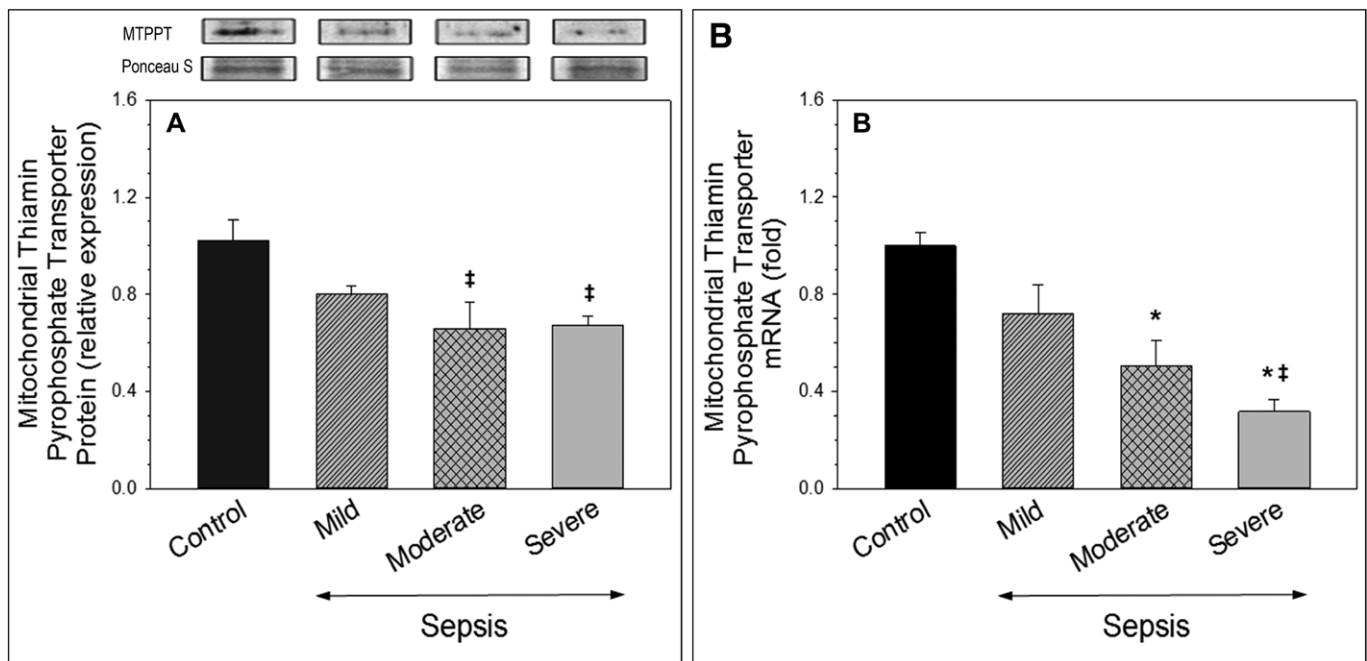 MTPPT
Ponceau S
A
Mitochondrial Thiamin
Pyrophosphate Transporter
Protein (relative expression)
1.6
1.2
0.8
0.4
0.0
‡
‡
Control
Mild
Moderate
Severe
Sepsis
B
B
Mitochondrial Thiamin
Pyrophosphate Transporter
mRNA (fold)
1.6
1.2
0.8
0.4
0.0
*
* ‡
Control
Mild
Moderate
Severe
Sepsis